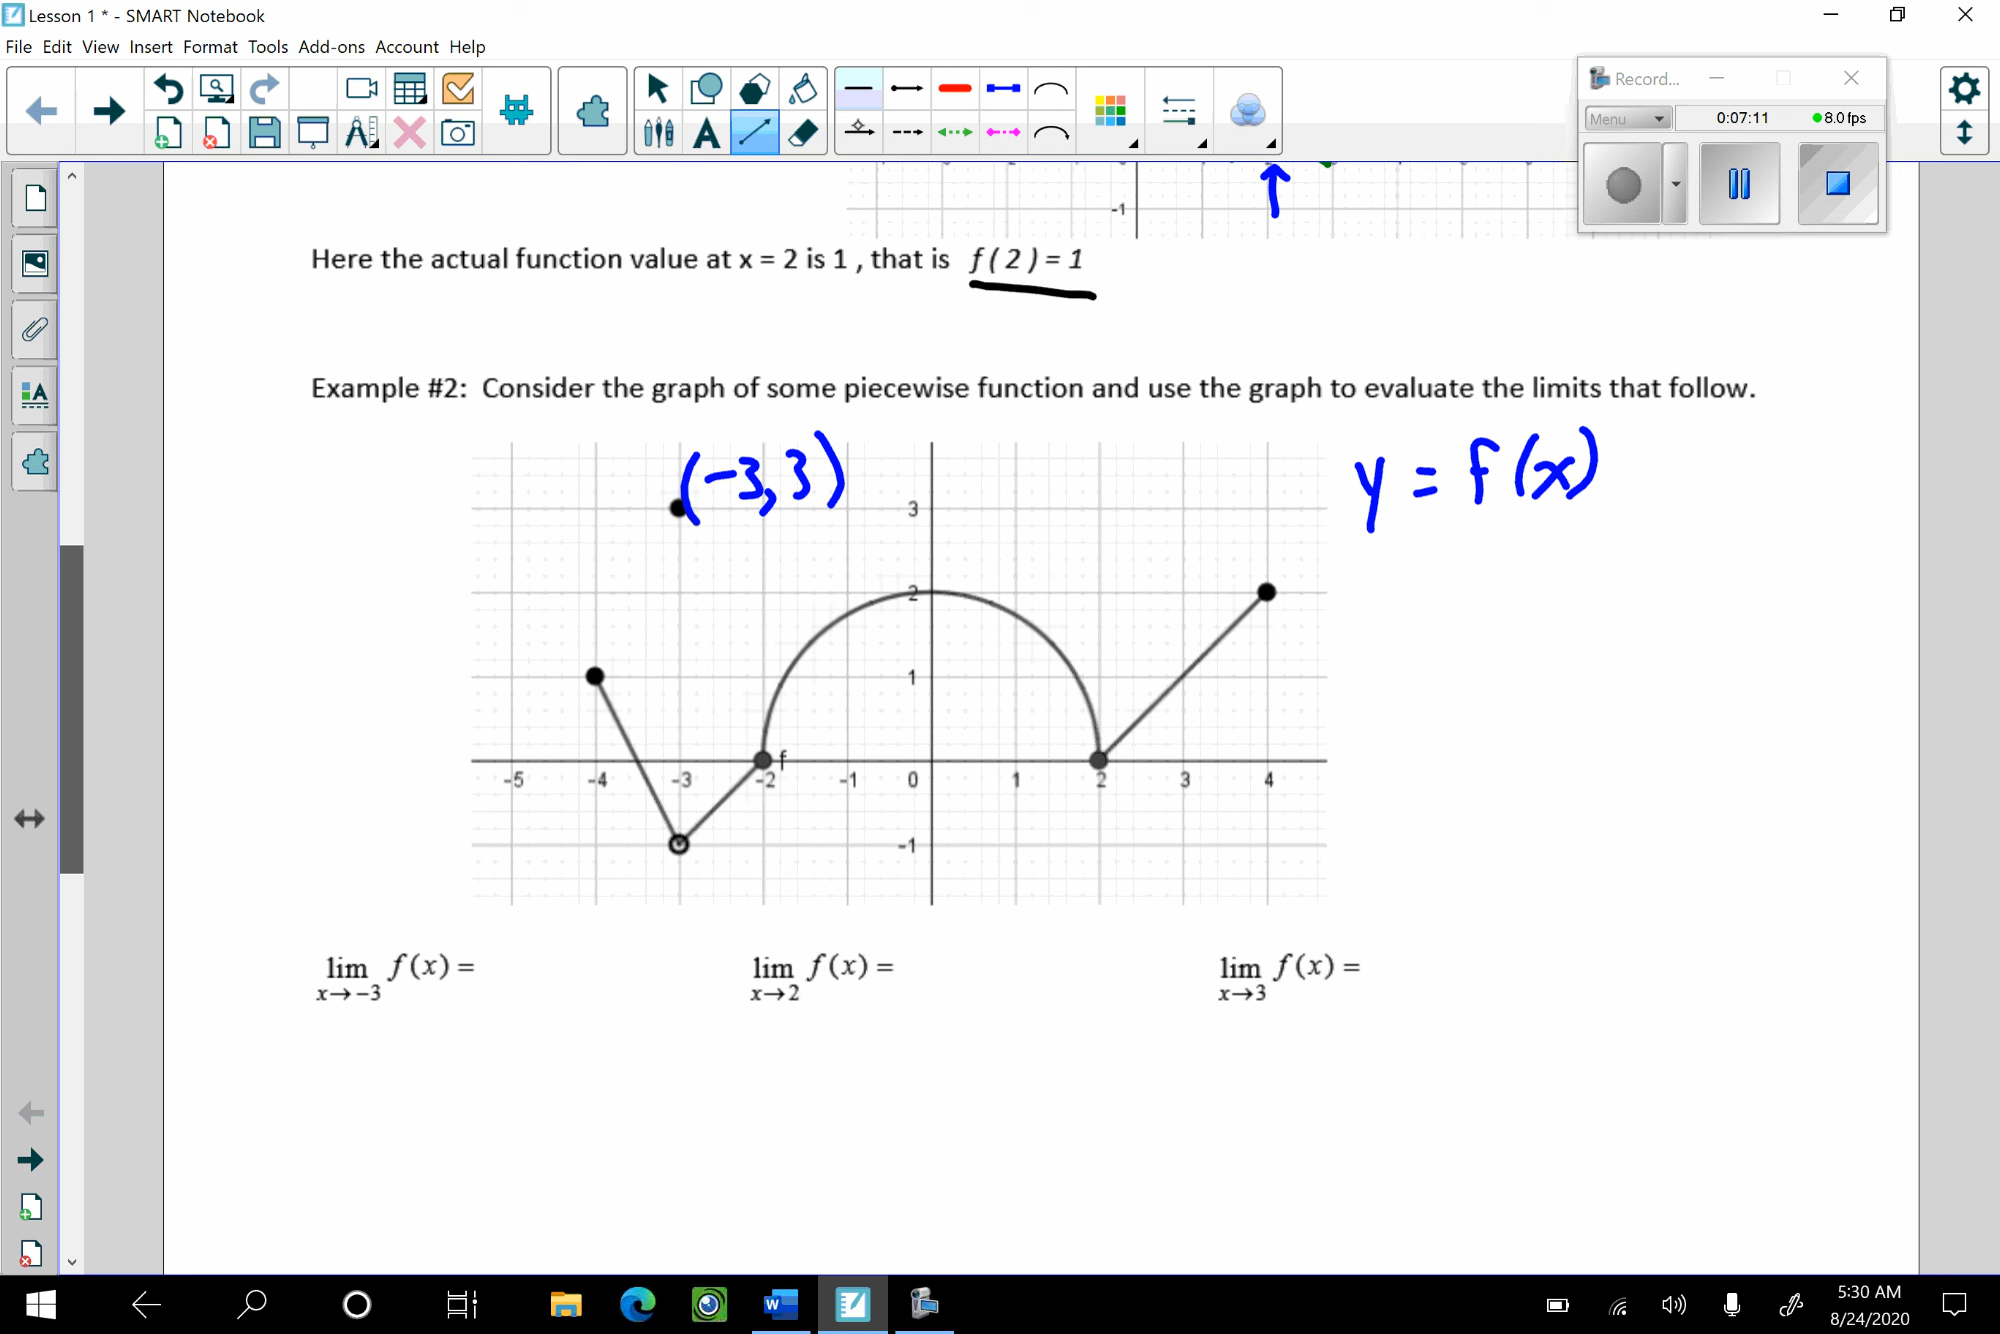 Lesson 1 * - SMART Notebook
File Edit View Insert Format Tools Add-ons Account Help
Record...
Menu 0:07:11 8.0 fps
-1
Here the actual function value at x = 2 is 1 , that is f ( 2 ) = 1
Example #2: Consider the graph of some piecewise function and use the graph to evaluate the limits that follow.
(-3,3) y = f(x)
3
2
1
f
-5 -4 -3 -2 -1 0 1 2 3 4
-1
lim f(x) = lim f(x) = lim f(x) =
x→-3 x→2 x→3
5:30 AM
8/24/2020